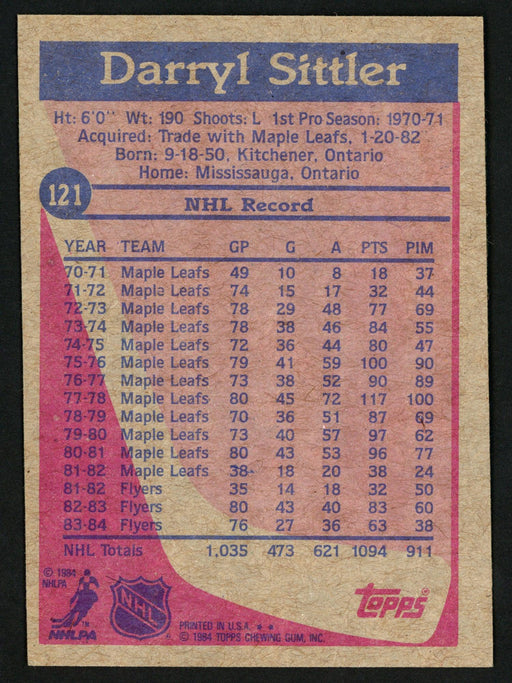 Darryl Sittler
Ht: 6'0" Wt: 190 Shoots: L 1st Pro Season: 1970-71
Acquired: Trade with Maple Leafs, 1-20-82
Born: 9-18-50, Kitchener, Ontario
Home: Mississauga, Ontario
121
NHL Record
YEAR TEAM GP G A PTS PIM
70-71 Maple Leafs 49 10 8 18 37
71-72 Maple Leafs 74 15 17 32 44
72-73 Maple Leafs 78 29 48 77 69
73-74 Maple Leafs 78 38 46 84 55
74-75 Maple Leafs 72 36 44 80 47
75-76 Maple Leafs 79 41 59 100 90
76-77 Maple Leafs 73 38 52 90 89
77-78 Maple Leafs 80 45 72 117 100
78-79 Maple Leafs 70 36 51 87 69
79-80 Maple Leafs 73 40 57 97 62
80-81 Maple Leafs 80 43 53 96 77
81-82 Maple Leafs 38 18 20 38 24
81-82 Flyers 35 14 18 32 50
82-83 Flyers 80 43 40 83 60
83-84 Flyers 76 27 36 63 38
NHL Totals 1,035 473 621 1094 911
© 1984
NHLPA
TM
NHLPA
NHL
topps®
PRINTED IN U.S.A. **
© 1984 TOPPS CHEWING GUM, INC.